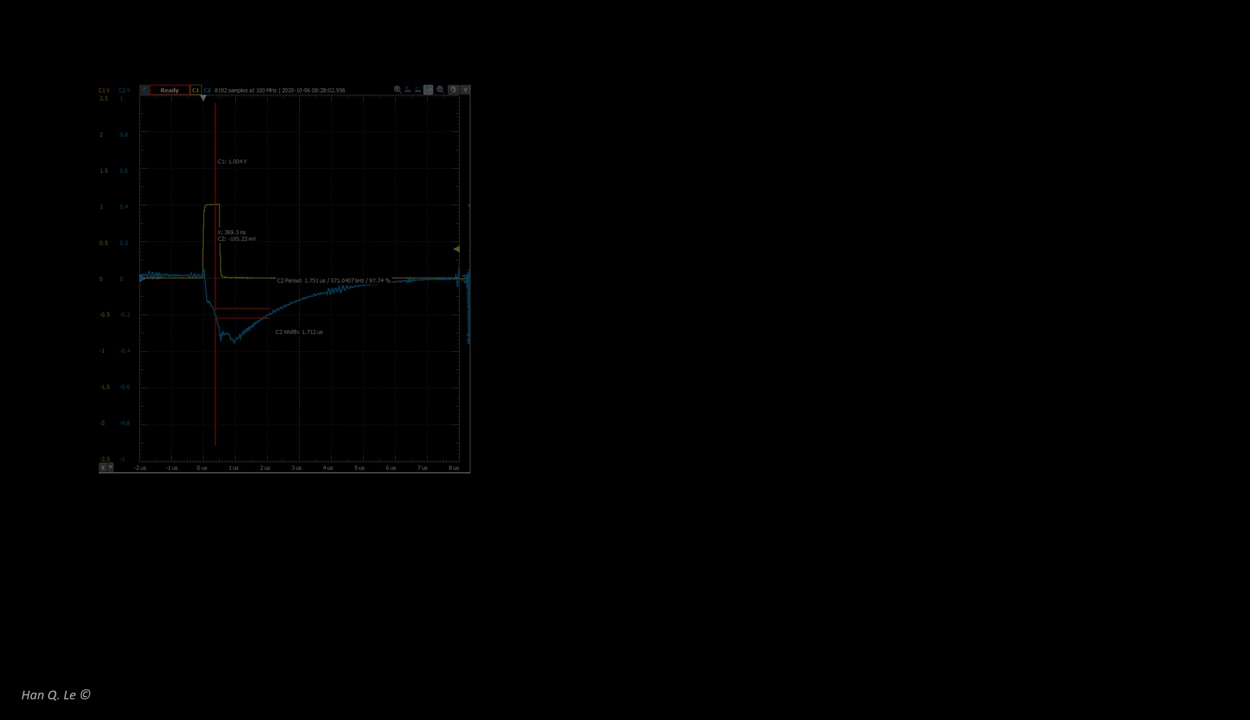 C1 V C2 V Ready C1 C2 8192 samples at 100 MHz | 2020-10-06 08:28:02.956
2.5 1
2 0.8
C1: 1.004 V
1.5 0.6
1 0.4
X: 389.3 ns
C2: -195.23 mV
0.5 0.2
0 0
C2 Period: 1.751 us / 571.0467 kHz / 97.74 %
-0.5 -0.2
C2 Width: 1.712 us
-1 -0.4
-1.5 -0.6
-2 -0.8
-2.5 -1
X -2 us -1 us 0 us 1 us 2 us 3 us 4 us 5 us 6 us 7 us 8 us
Han Q. Le ©